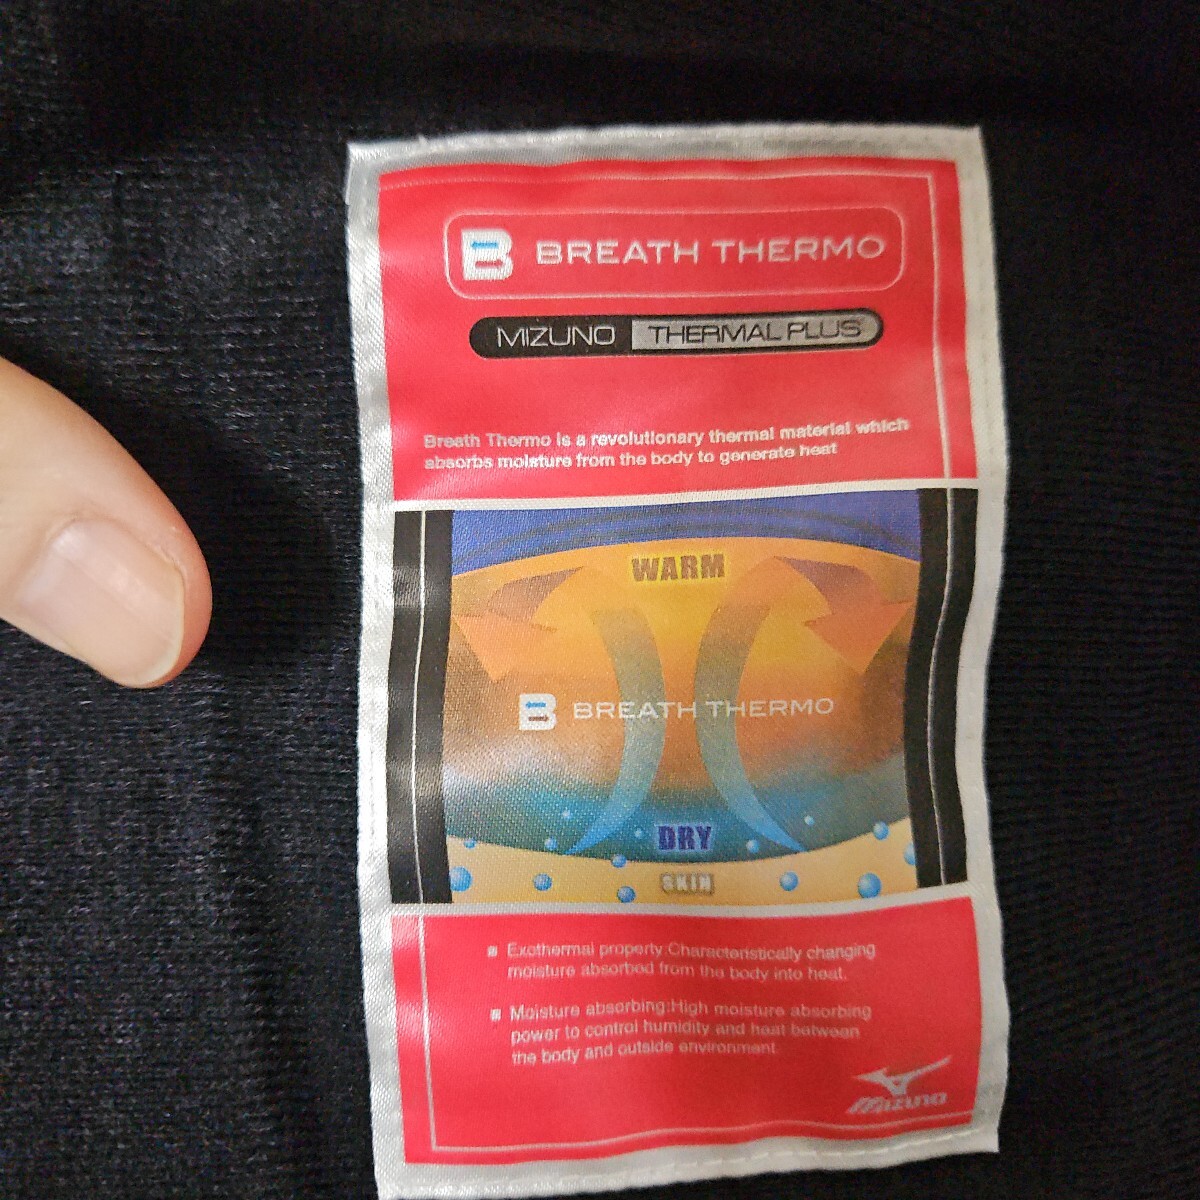 B BREATH THERMO
MIZUNO THERMAL PLUS
Breath Thermo is a revolutionary thermal material which
absorbs moisture from the body to generate heat
WARM
B BREATH THERMO
DRY
SKIN
Exothermal property:Characteristically changing
moisture absorbed from the body into heat.
Moisture absorbing:High moisture absorbing
power to control humidity and heat between
the body and outside environment
Mizuno